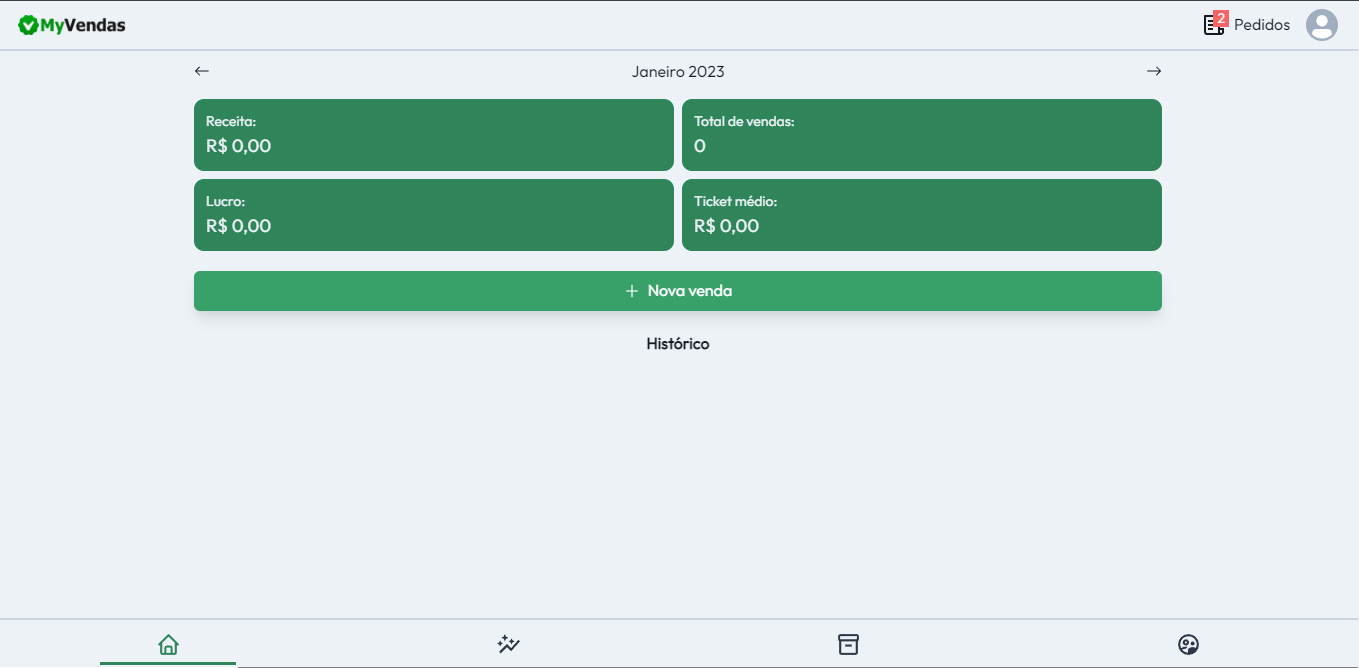 MyVendas
2 Pedidos
Janeiro 2023
Receita:
R$ 0,00
Total de vendas:
0
Lucro:
R$ 0,00
Ticket médio:
R$ 0,00
Nova venda
Histórico